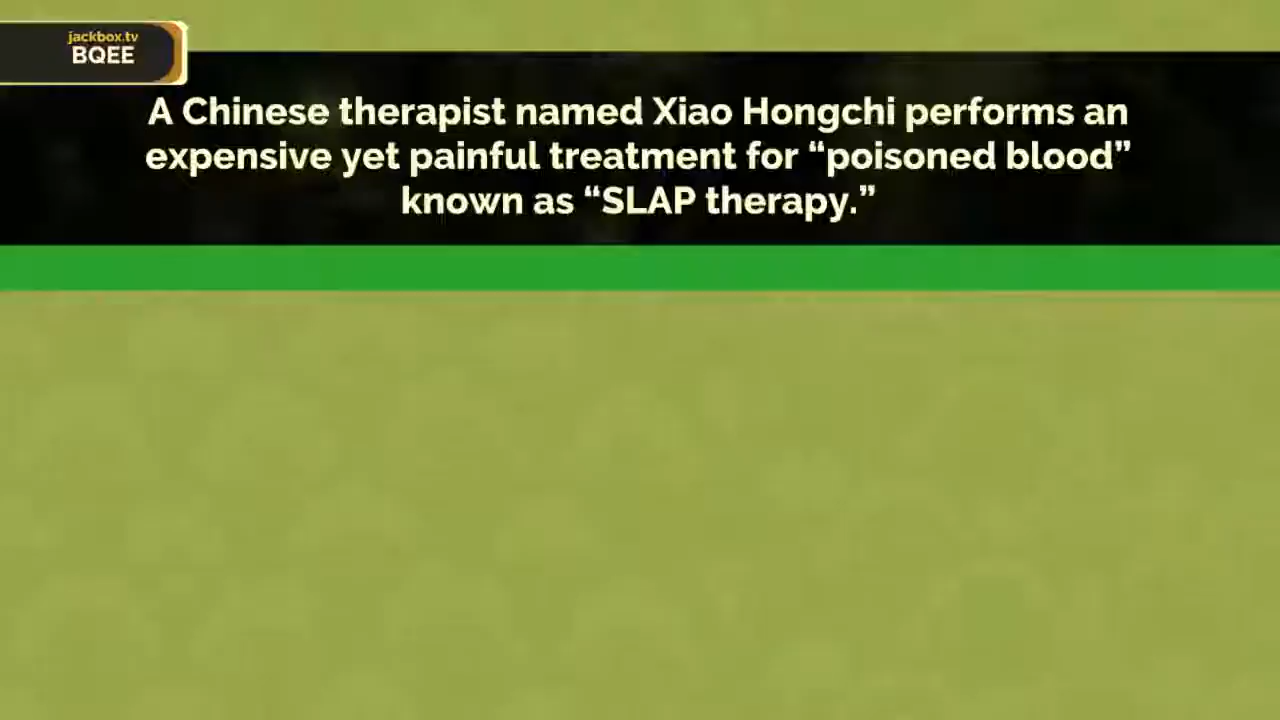 jackbox.tv
BQEE
A Chinese therapist named Xiao Hongchi performs an
expensive yet painful treatment for “poisoned blood”
known as “SLAP therapy.”